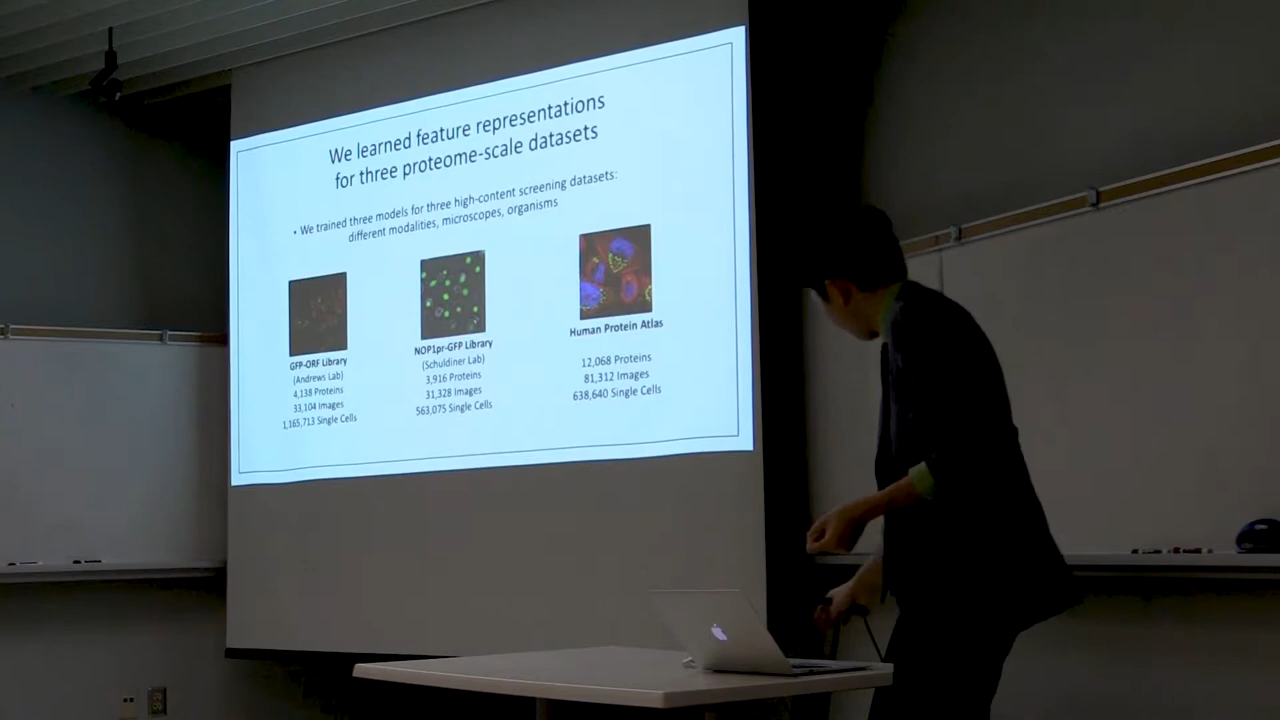 We learned feature representations
for three proteome-scale datasets
• We trained three models for three high-content screening datasets:
different modalities, microscopes, organisms
GFP-ORF Library
(Andrews Lab)
4,138 Proteins
33,104 Images
1,165,713 Single Cells
NOP1pr-GFP Library
(Schuldiner Lab)
3,916 Proteins
31,328 Images
563,075 Single Cells
Human Protein Atlas
12,068 Proteins
81,312 Images
638,640 Single Cells